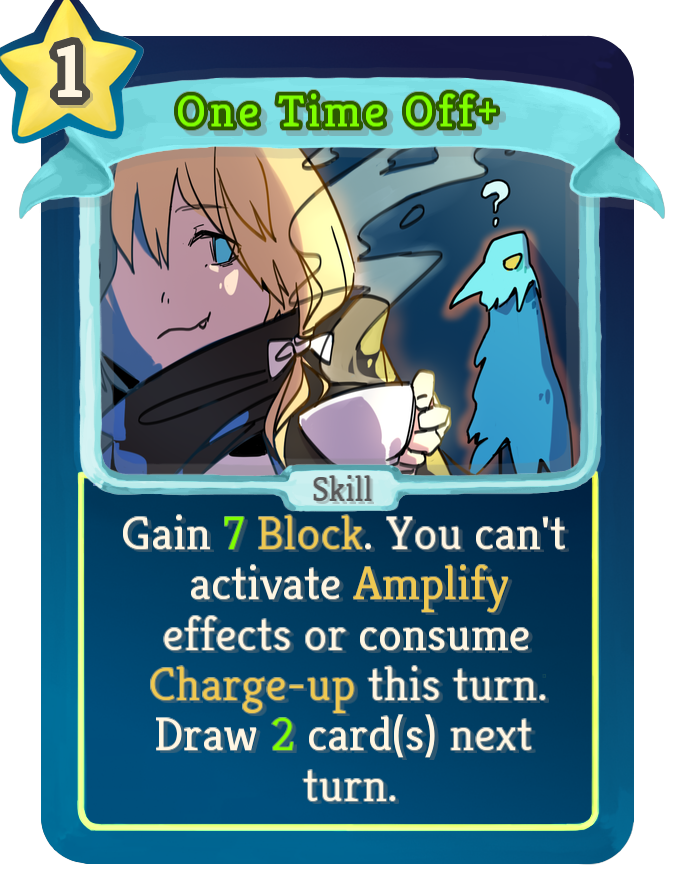 1
One Time Off+
?
Skill
Gain 7 Block. You can't
activate Amplify
effects or consume
Charge-up this turn.
Draw 2 card(s) next
turn.